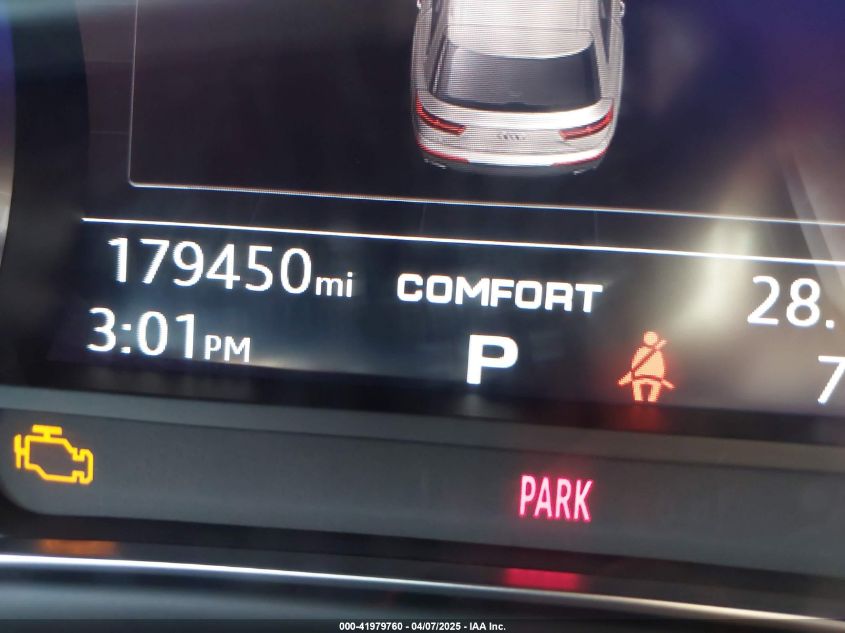 179450mi COMFORT 28.
3:01PM P 7
PARK
000-41979760 - 04/07/2025 - IAA Inc.